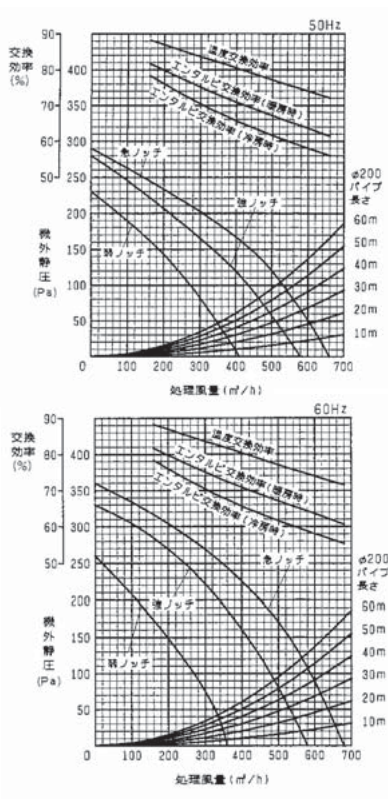 50Hz
交換効率(%)
90
80
70
60
50
400
350
300
250
200
150
100
50
機外静圧(Pa)
温度交換効率
エンタルピ交換効率(暖房時)
エンタルピ交換効率(冷房時)
急ノッチ
強ノッチ
弱ノッチ
φ200
パイプ
長さ
60m
50m
40m
30m
20m
10m
0 100 200 300 400 500 600 700
処理風量(m³/h)
60Hz
交換効率(%)
90
80
70
60
50
400
350
300
250
200
150
100
50
機外静圧(Pa)
温度交換効率
エンタルピ交換効率(暖房時)
エンタルピ交換効率(冷房時)
急ノッチ
強ノッチ
弱ノッチ
φ200
パイプ
長さ
60m
50m
40m
30m
20m
10m
0 100 200 300 400 500 600 700
処理風量(m³/h)